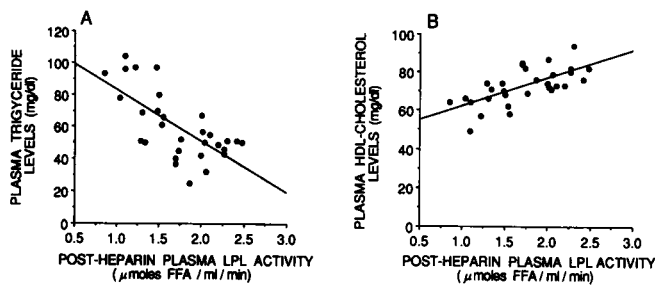 A
PLASMA TRIGYCERIDE
LEVELS (mg/dl)
120
100
80
60
40
20
0
0.5
1.0
1.5
2.0
2.5
3.0
POST-HEPARIN PLASMA LPL ACTIVITY
(μmoles FFA / ml / min)
B
PLASMA HDL-CHOLESTEROL
LEVELS (mg/dl)
100
80
60
40
20
0
0.5
1.0
1.5
2.0
2.5
3.0
POST-HEPARIN PLASMA LPL ACTIVITY
(μmoles FFA / ml / min)